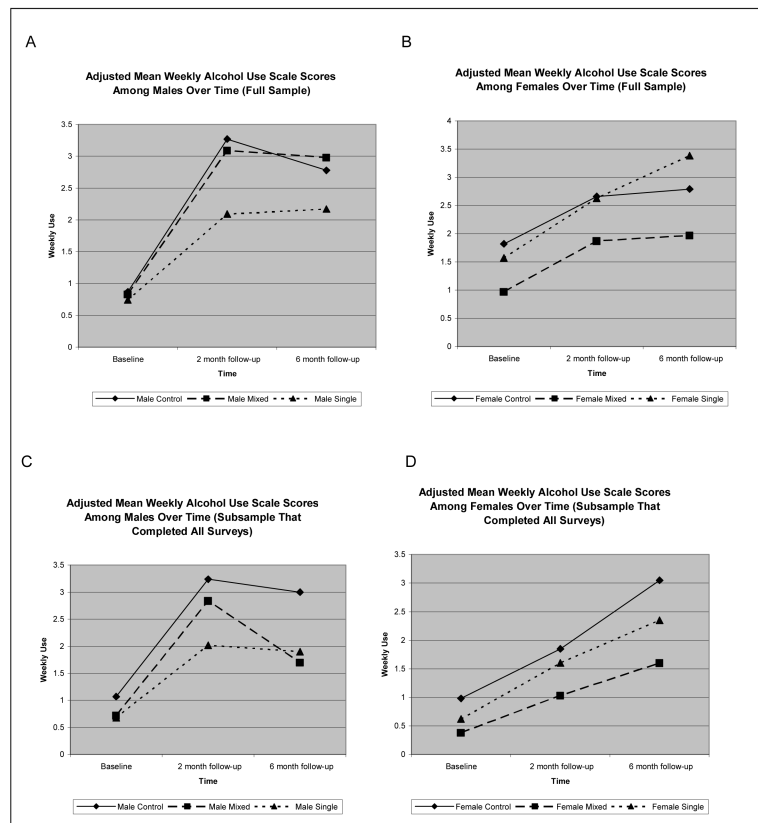 A
Adjusted Mean Weekly Alcohol Use Scale Scores
Among Males Over Time (Full Sample)
3.5
3
2.5
2
1.5
1
0.5
0
Weekly Use
Baseline
2 month follow-up
6 month follow-up
Time
Male Control
Male Mixed
Male Single
B
Adjusted Mean Weekly Alcohol Use Scale Scores
Among Females Over Time (Full Sample)
4
3.5
3
2.5
2
1.5
1
0.5
0
Weekly Use
Baseline
2 month follow-up
6 month follow-up
Time
Female Control
Female Mixed
Female Single
C
Adjusted Mean Weekly Alcohol Use Scale Scores
Among Males Over Time (Subsample That
Completed All Surveys)
3.5
3
2.5
2
1.5
1
0.5
0
Weekly Use
Baseline
2 month follow-up
6 month follow-up
Time
Male Control
Male Mixed
Male Single
D
Adjusted Mean Weekly Alcohol Use Scale Scores
Among Females Over Time (Subsample That
Completed All Surveys)
3.5
3
2.5
2
1.5
1
0.5
0
Weekly Use
Baseline
2 month follow-up
6 month follow-up
Time
Female Control
Female Mixed
Female Single